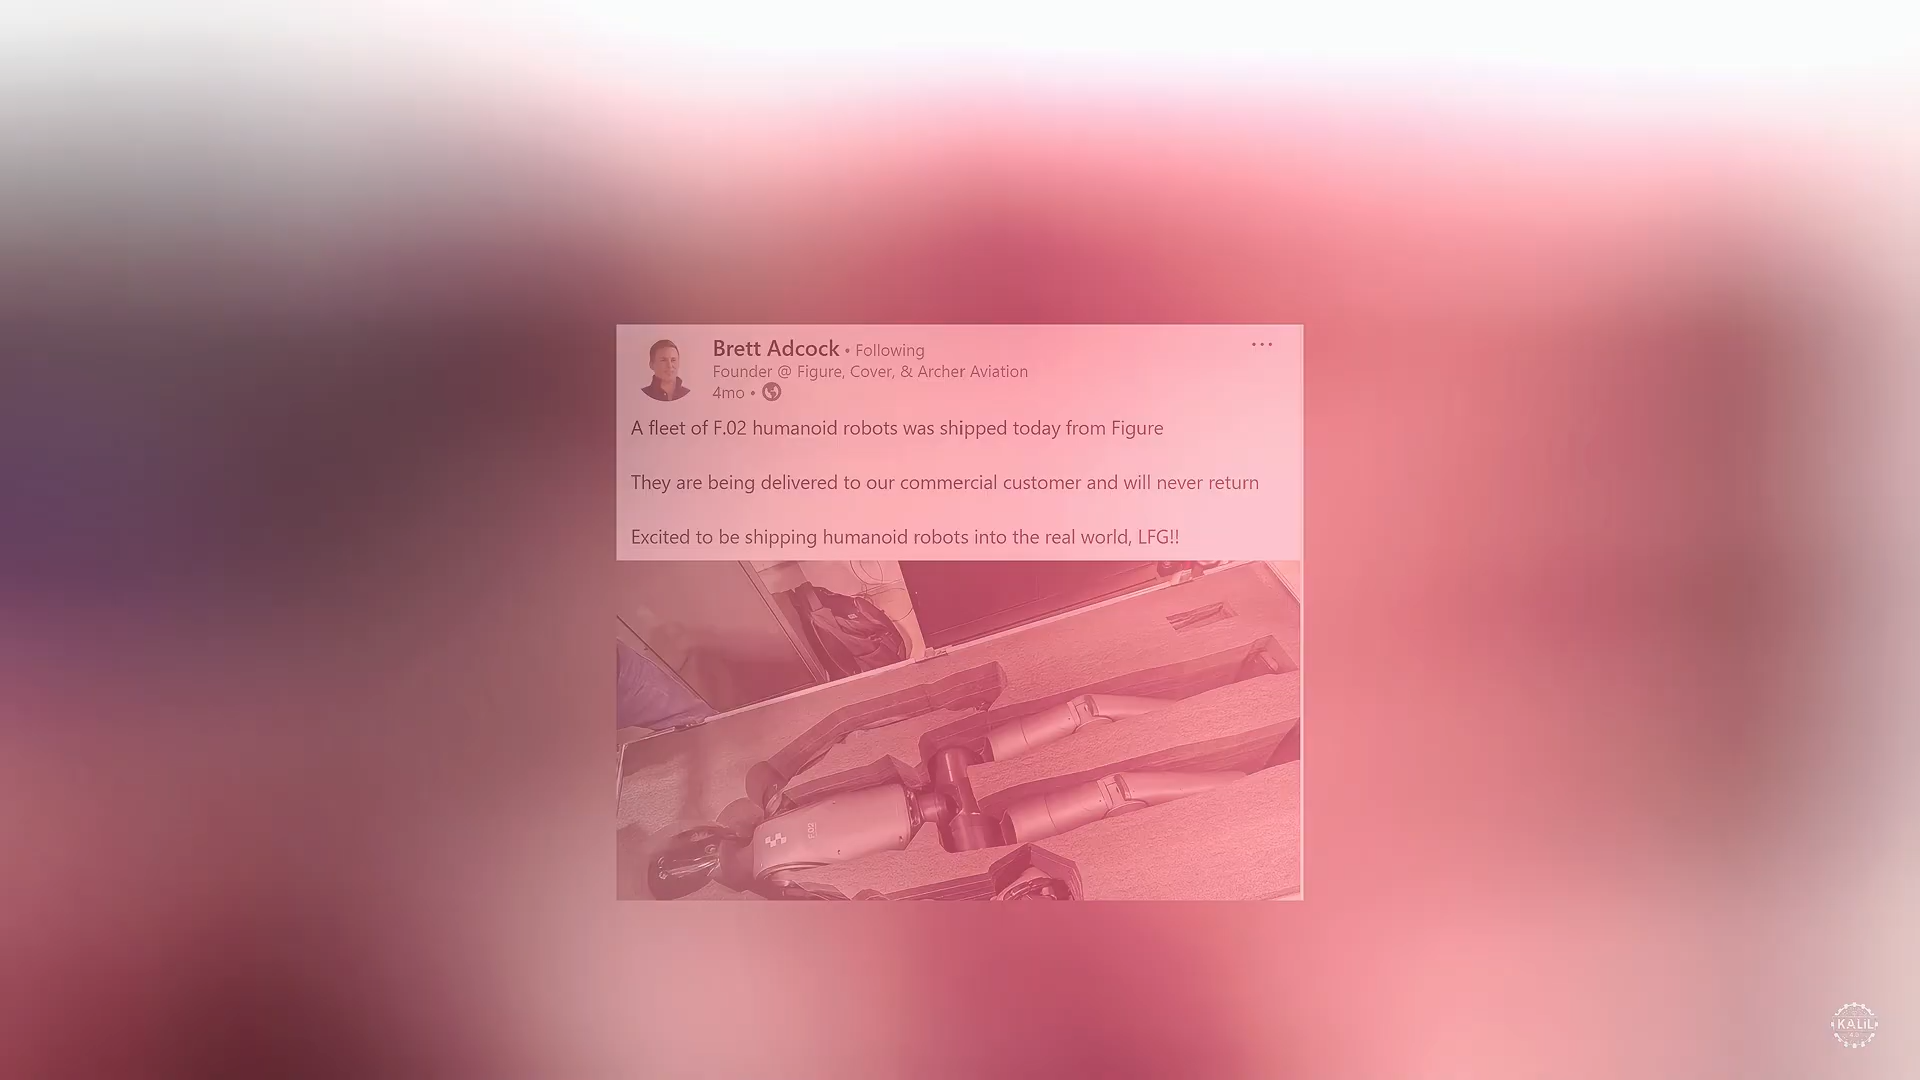 Brett Adcock • Following
Founder @ Figure, Cover, & Archer Aviation
4mo •
A fleet of F.02 humanoid robots was shipped today from Figure
They are being delivered to our commercial customer and will never return
Excited to be shipping humanoid robots into the real world, LFG!!
F.02
KALIL